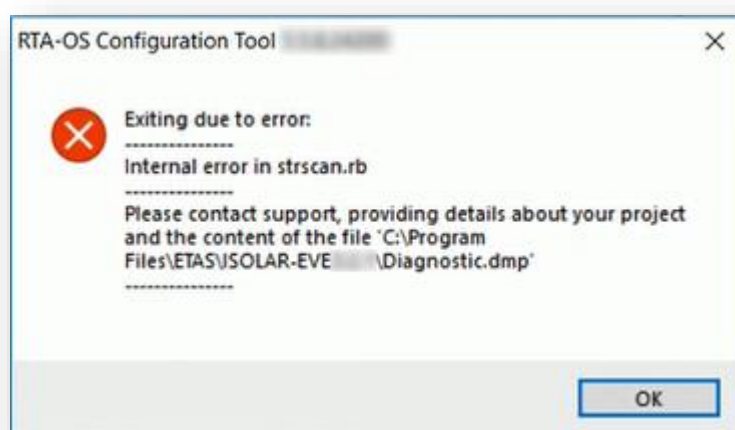 RTA-OS Configuration Tool
Exiting due to error:
---------------
Internal error in strscan.rb
---------------
Please contact support, providing details about your project
and the content of the file 'C:\Program
Files\ETAS\ISOLAR-EVE \Diagnostic.dmp'
---------------
OK